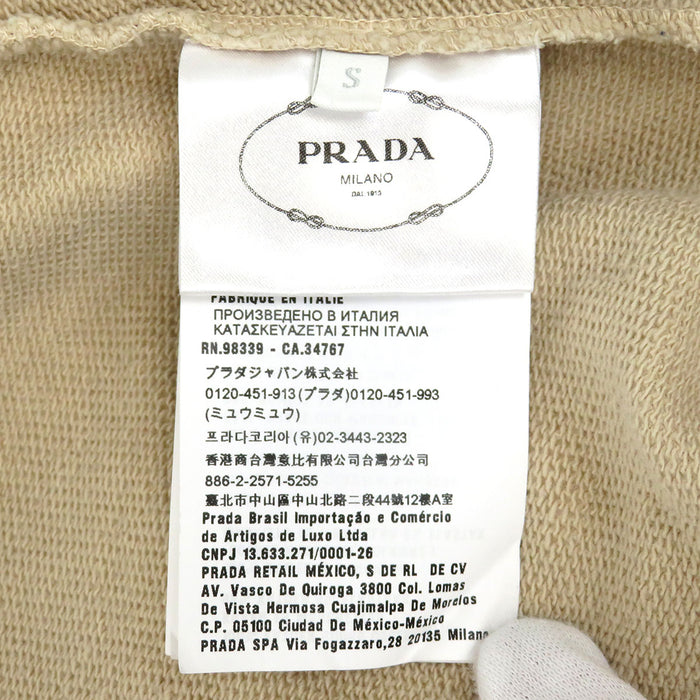 S
PRADA
MILANO
DAL 1913
FABRIQUÉ EN ITALIE
ПРОИЗВЕДЕНО В ИТАЛИЯ
ΚΑΤΑΣΚΕΥΑΖΕΤΑΙ ΣΤΗΝ ΙΤΑΛΙΑ
RN.98339 - CA.34767
プラダジャパン株式会社
0120-451-913(プラダ)0120-451-993
(ミュウミュウ)
프라다코리아 (유)02-3443-2323
香港商台灣意比有限公司台灣分公司
886-2-2571-5255
臺北市中山區中山北路二段44號12樓A室
Prada Brasil Importação e Comércio
de Artigos de Luxo Ltda
CNPJ 13.633.271/0001-26
PRADA RETAIL MÉXICO, S DE RL DE CV
AV. Vasco De Quiroga 3800 Col. Lomas
De Vista Hermosa Cuajimalpa De Morelos
C.P. 05100 Ciudad De México-México
PRADA SPA Via Fogazzaro,28 20135 Milano